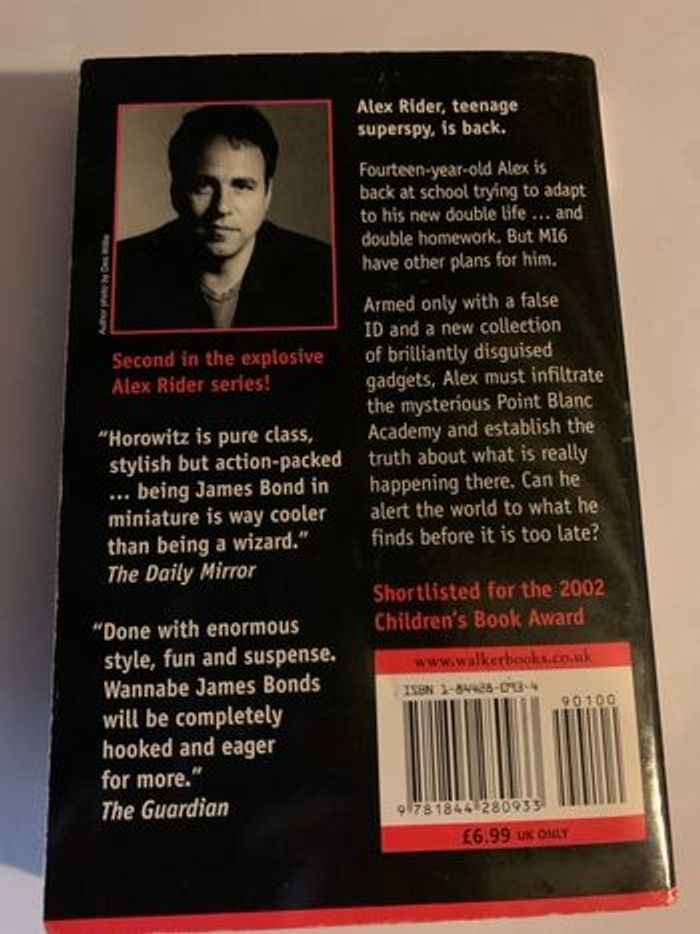 Author photo by Des Willie
Second in the explosive
Alex Rider series!
“Horowitz is pure class,
stylish but action-packed
... being James Bond in
miniature is way cooler
than being a wizard.”
The Daily Mirror
“Done with enormous
style, fun and suspense.
Wannabe James Bonds
will be completely
hooked and eager
for more.”
The Guardian
Alex Rider, teenage
superspy, is back.
Fourteen-year-old Alex is
back at school trying to adapt
to his new double life ... and
double homework. But MI6
have other plans for him.
Armed only with a false
ID and a new collection
of brilliantly disguised
gadgets, Alex must infiltrate
the mysterious Point Blanc
Academy and establish the
truth about what is really
happening there. Can he
alert the world to what he
finds before it is too late?
Shortlisted for the 2002
Children’s Book Award
www.walkerbooks.co.uk
ISBN 1-84428-093-4
90100
9 781844 280933
£6.99 UK ONLY